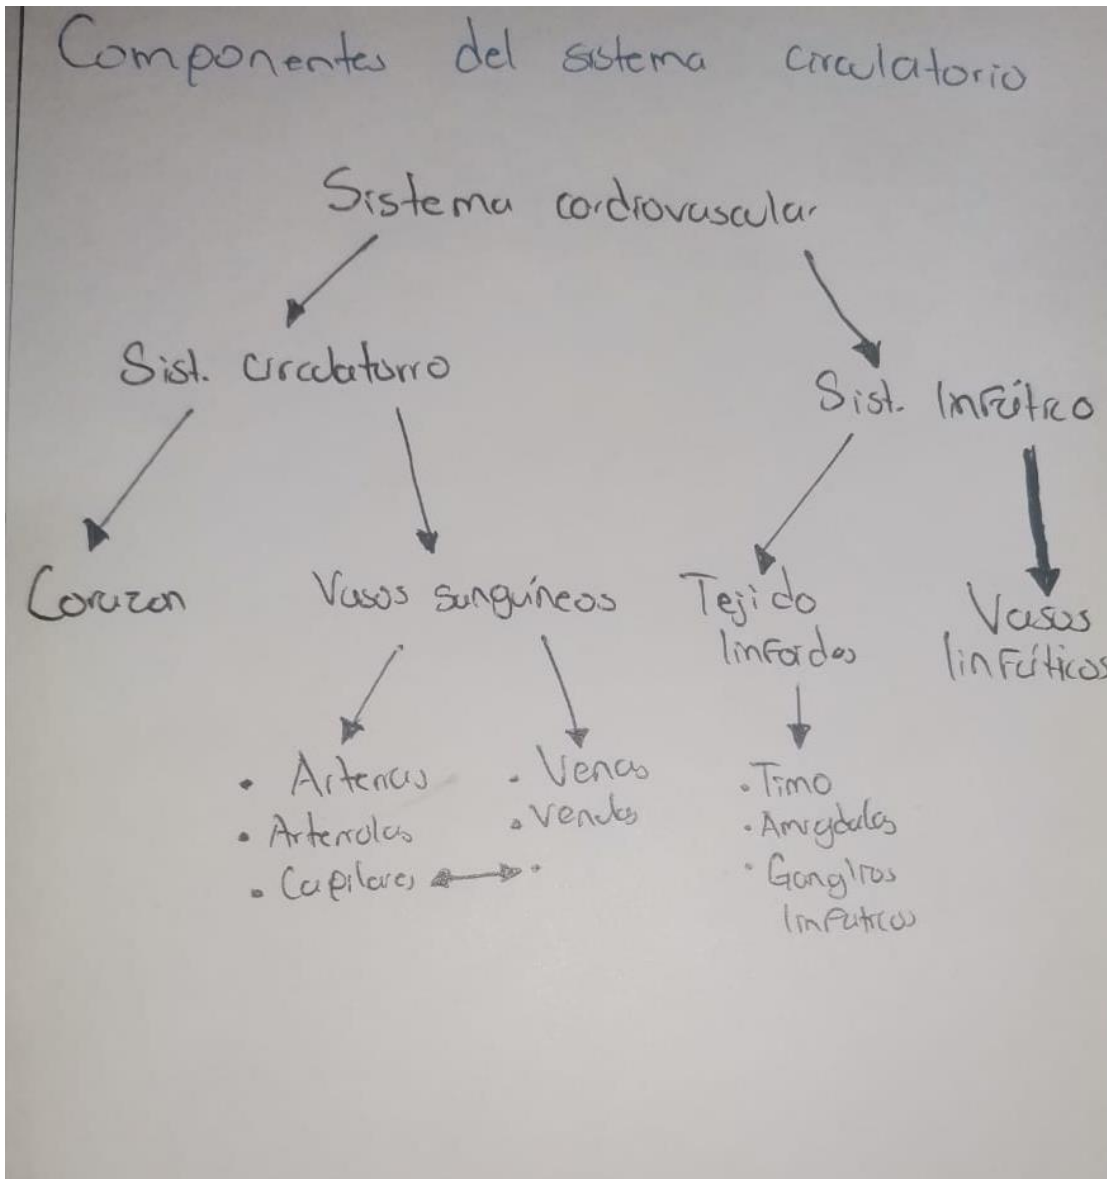 Componentes del sistema circulatorio
Sistema cardiovascular
Sist. circulatorio
Sist. linfático
Corazon
Vasos sanguíneos
Tejido
linfordes
Vasos
linfáticos
• Arterias
• Arteriolas
• Capilares
• Venas
• Venulas
•
• Timo
• Amigdalas
• Ganglios
linfaticos